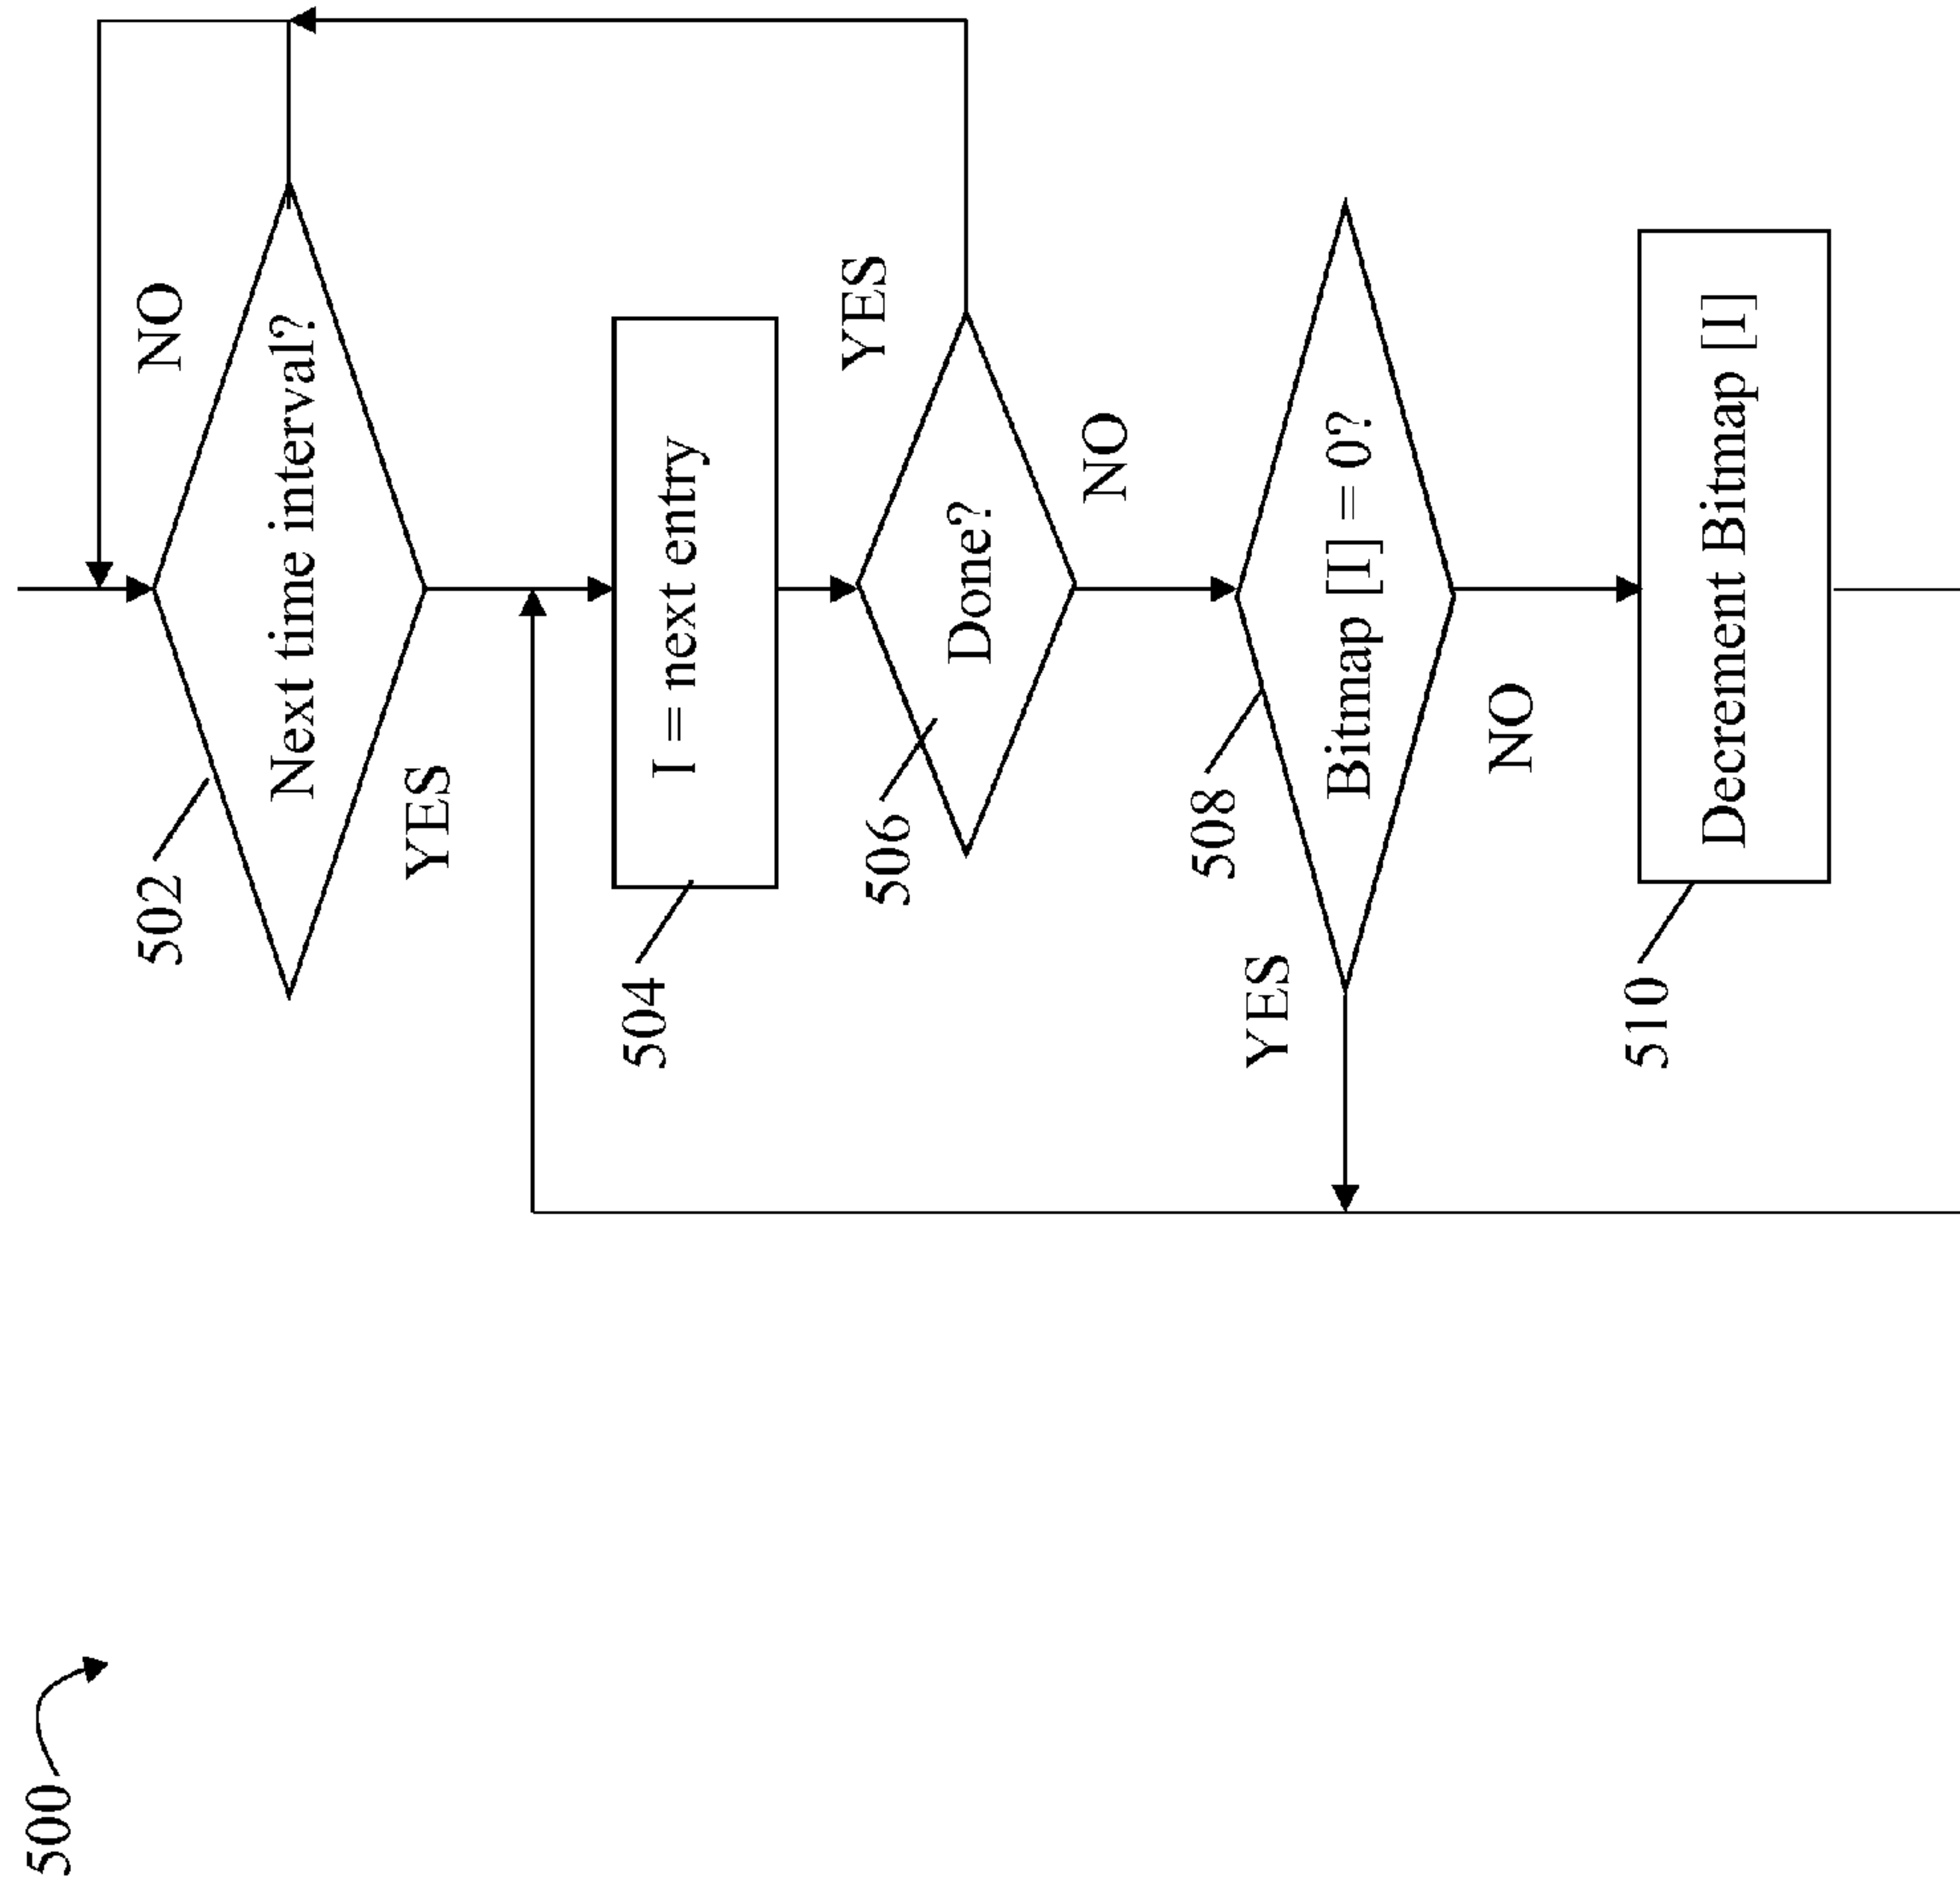 500
502
Next time interval?
NO
YES
504
I = next entry
506
Done?
YES
NO
508
Bitmap [I] = 0?
YES
NO
510
Decrement Bitmap [I]